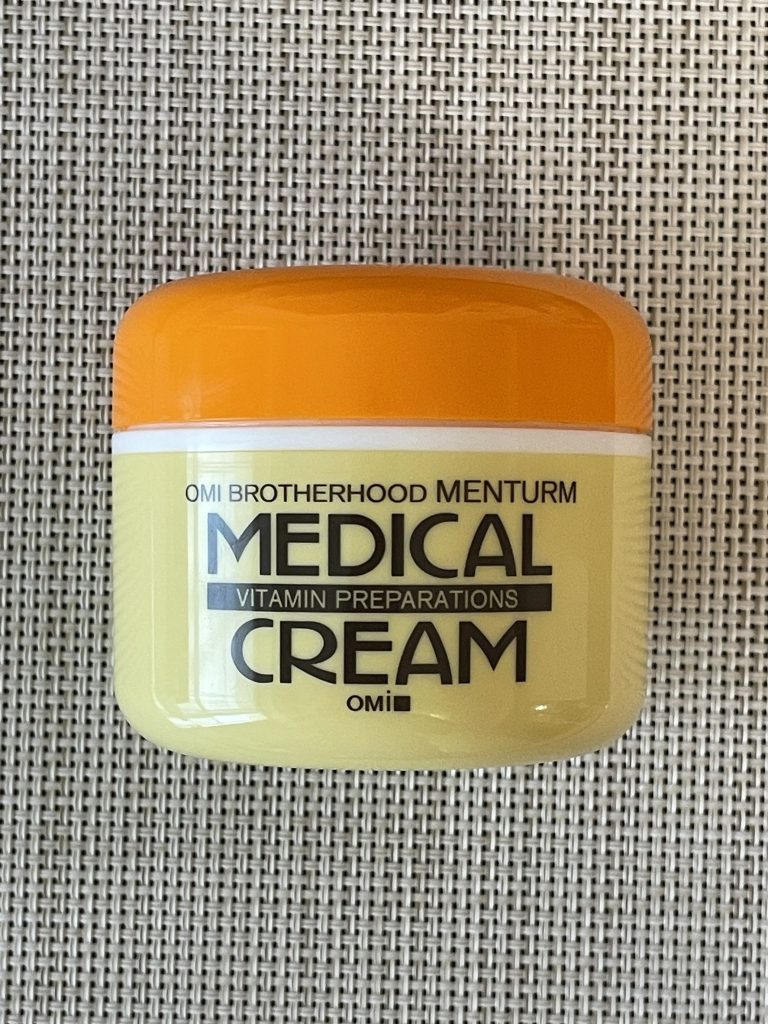 OMI BROTHERHOOD MENTURM
MEDICAL
VITAMIN PREPARATIONS
CREAM
OMi